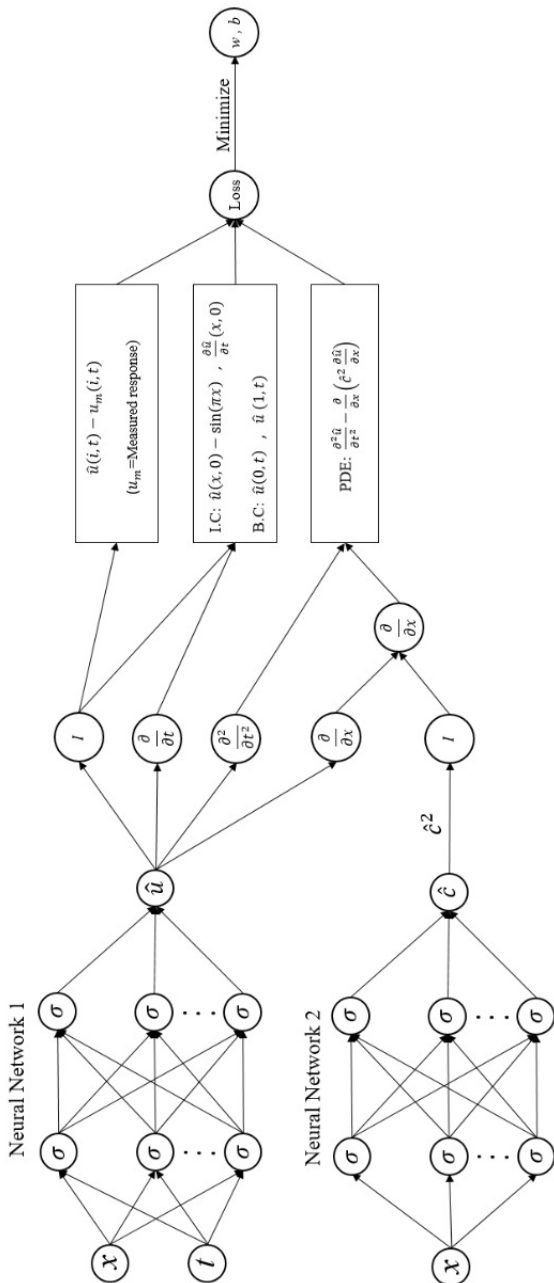 Neural Network 1
x
t
σ
σ
σ
σ
σ
σ
. . .
. . .
û
I
∂/∂t
∂²/∂t²
∂/∂x
û(i,t) − u_m(i,t)
(u_m=Measured response)
I.C: û(x,0) − sin(πx) , ∂û/∂t (x,0)
B.C: û(0,t) , û (1,t)
PDE: ∂²û/∂t² − ∂/∂x (ĉ² ∂û/∂x)
Loss
Minimize
w , b
Neural Network 2
x
σ
σ
σ
σ
σ
σ
. . .
. . .
ĉ
ĉ²
I
∂/∂x